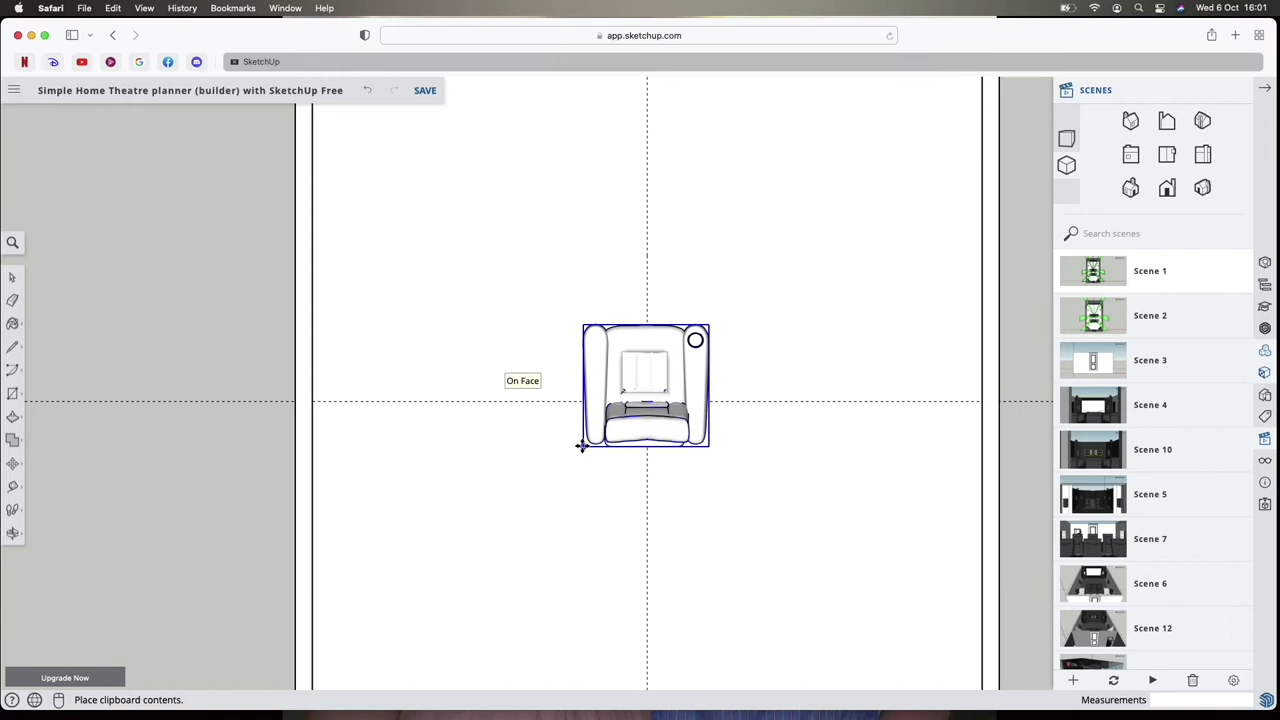 Safari File Edit View History Bookmarks Window Help Wed 6 Oct 16:01
app.sketchup.com
SketchUp
Simple Home Theatre planner (builder) with SketchUp Free SAVE
SCENES
Search scenes
Scene 1
Scene 2
Scene 3
On Face
Scene 4
Scene 10
Scene 5
Scene 7
Scene 6
Scene 12
Upgrade Now
Place clipboard contents.
Measurements